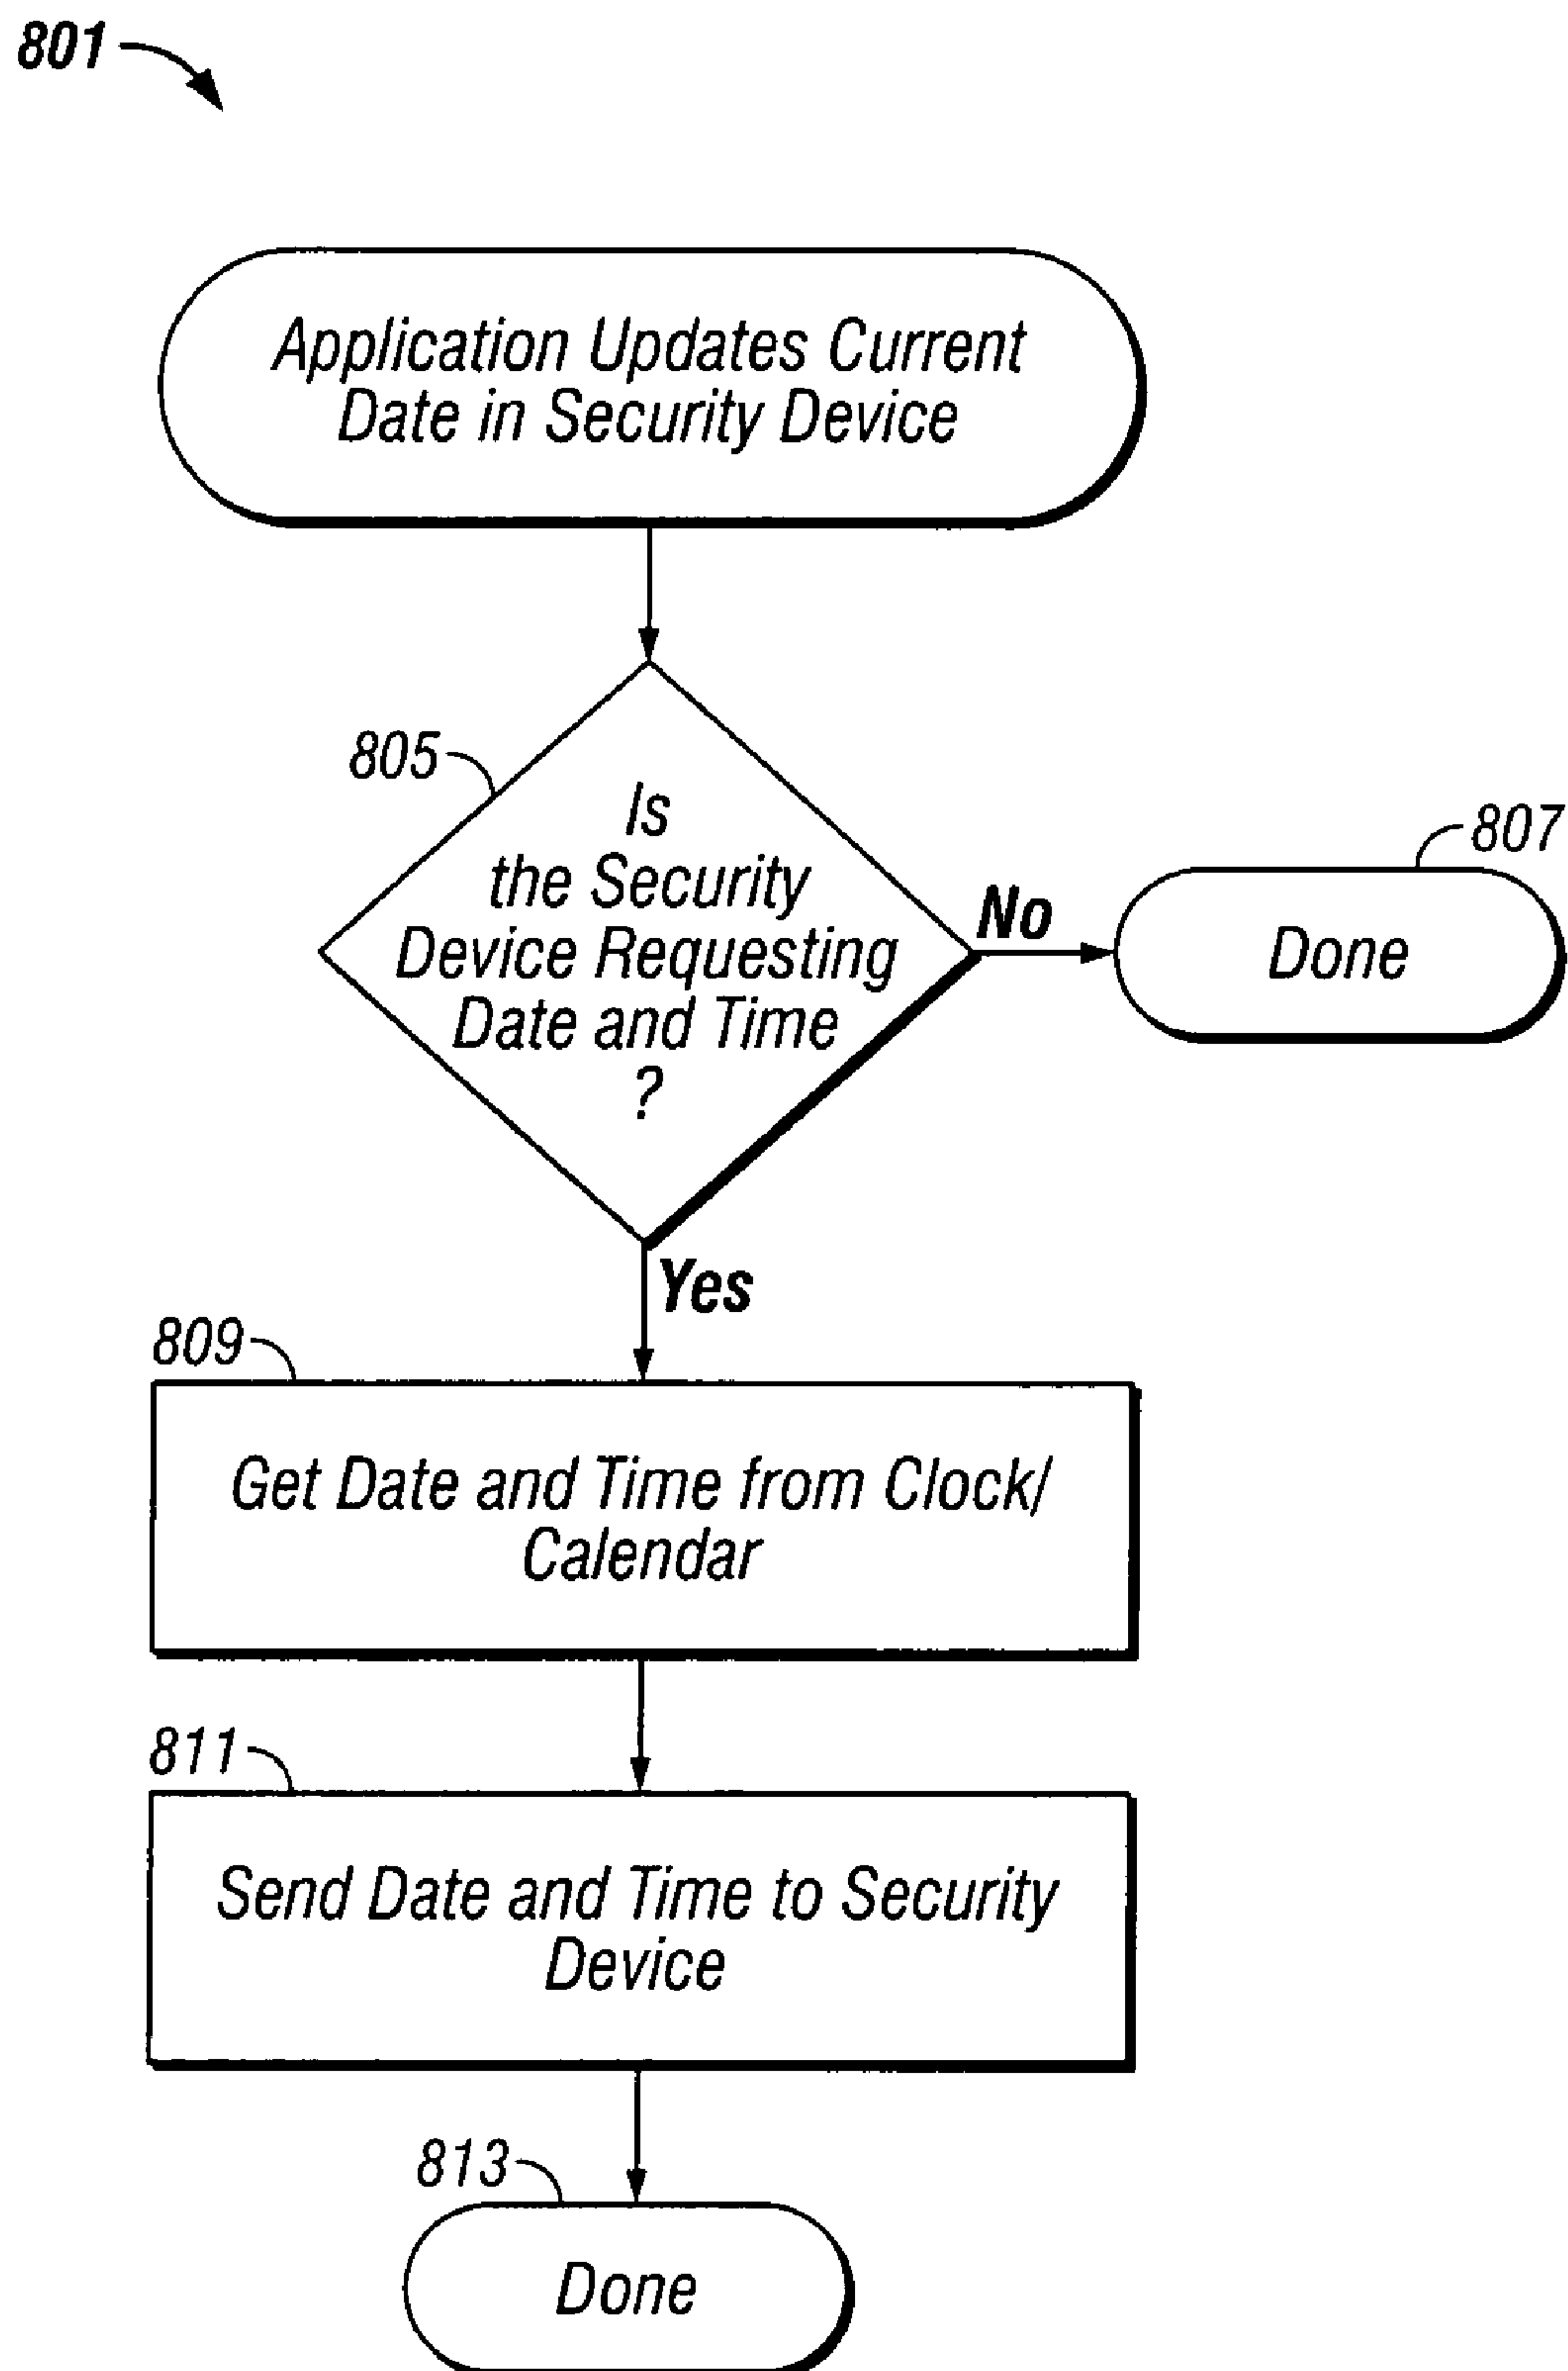 801
Application Updates Current
Date in Security Device
805
Is
the Security
Device Requesting
Date and Time
?
No
807
Done
Yes
809
Get Date and Time from Clock/
Calendar
811
Send Date and Time to Security
Device
813
Done